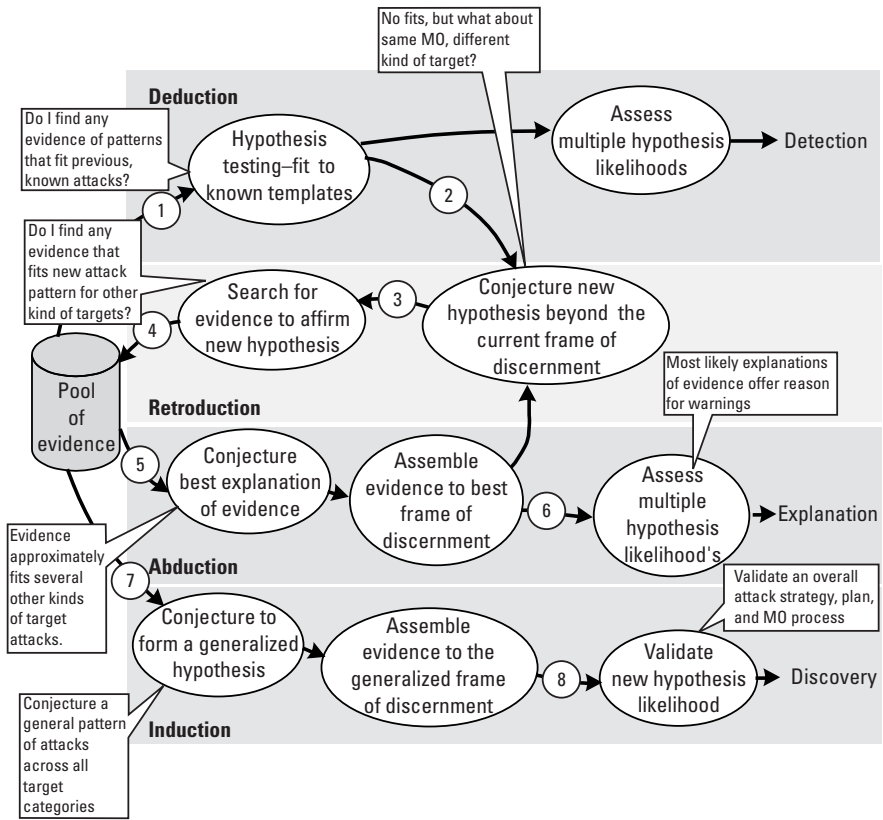 No fits, but what about
same MO, different
kind of target?
Deduction
Do I find any
evidence of patterns
that fit previous,
known attacks?
Hypothesis
testing–fit to
known templates
Assess
multiple hypothesis
likelihoods
Detection
1
2
Do I find any
evidence that
fits new attack
pattern for other
kind of targets?
Search for
evidence to affirm
new hypothesis
3
Conjecture new
hypothesis beyond the
current frame of
discernment
4
Pool
of
evidence
Retroduction
Most likely explanations
of evidence offer reason
for warnings
5
Conjecture
best explanation
of evidence
Assemble
evidence to best
frame of
discernment
6
Assess
multiple
hypothesis
likelihood's
Explanation
Evidence
approximately
fits several
other kinds
of target
attacks.
Abduction
7
Validate an overall
attack strategy, plan,
and MO process
Conjecture to
form a generalized
hypothesis
Assemble
evidence to the
generalized frame
of discernment
8
Validate
new hypothesis
likelihood
Discovery
Conjecture a
general pattern
of attacks
across all
target
categories
Induction